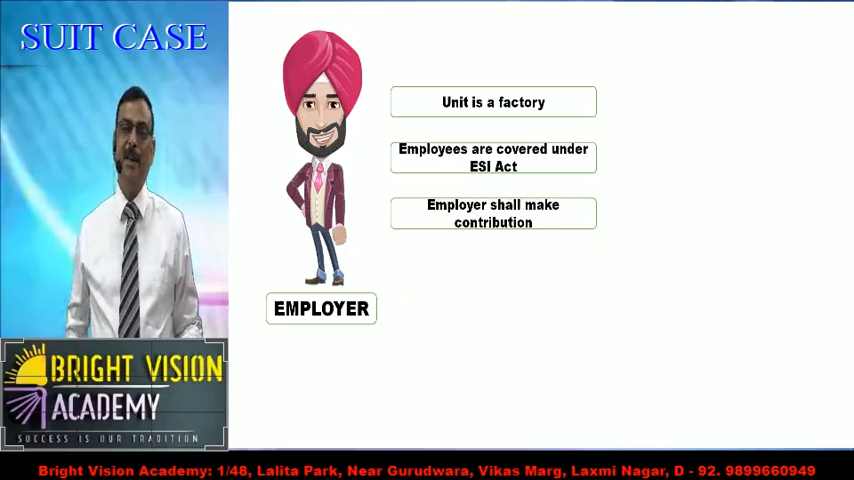 SUIT CASE
Unit is a factory
Employees are covered under
ESI Act
Employer shall make
contribution
EMPLOYER
BRIGHT VISION
ACADEMY
SUCCESS IS OUR TRADITION
Bright Vision Academy: 1/48, Lalita Park, Near Gurudwara, Vikas Marg, Laxmi Nagar, D - 92. 9899660949